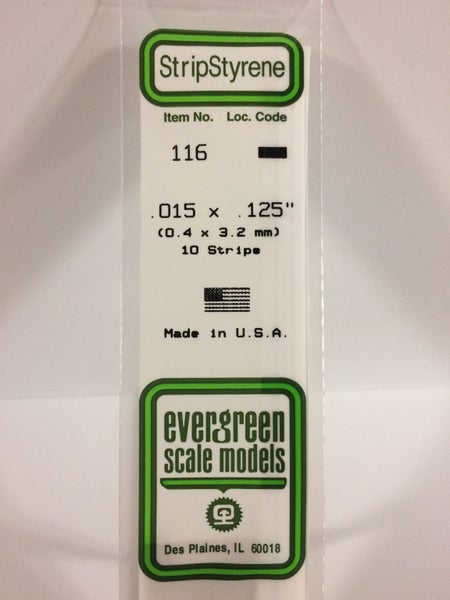 StripStyrene
Item No. Loc. Code
116
.015 x .125"
(0.4 x 3.2 mm)
10 Strips
Made in U.S.A.
evergreen
scale models
Des Plaines, IL 60018